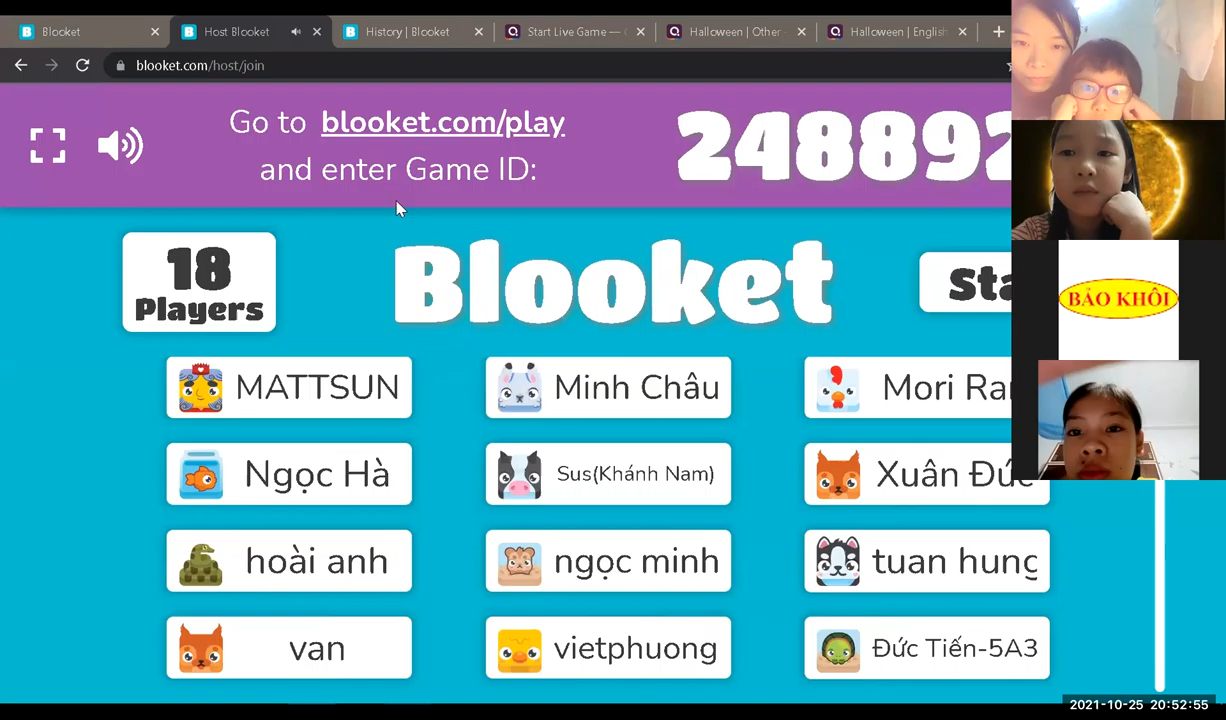 Blooket
Host Blooket
History | Blooket
Start Live Game —
Halloween | Other
Halloween | English
blooket.com/host/join
Go to blooket.com/play
and enter Game ID:
248892
18
Players
Blooket
MATTSUN
Minh Châu
Mori
Ngọc Hà
Sus(Khánh Nam)
Xuân Đức
hoài anh
ngọc minh
tuan hung
van
vietphuong
Đức Tiến-5A3
BẢO KHÔI
2021-10-25 20:52:55